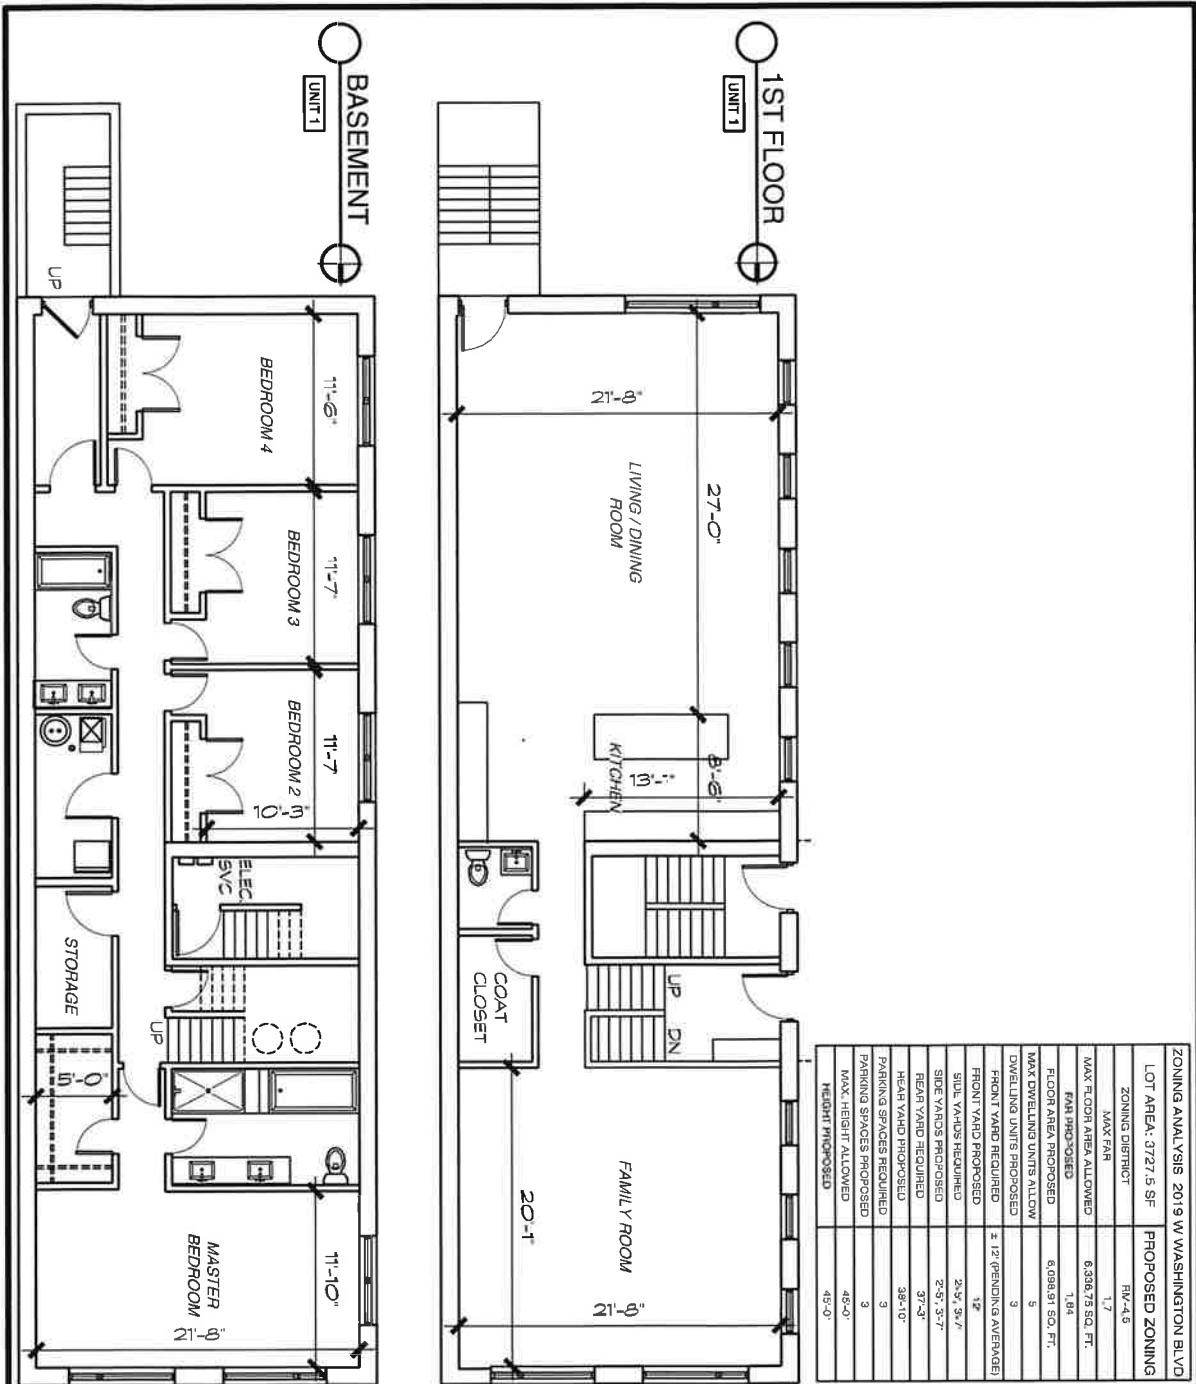 ZONING ANALYSIS 2019 W WASHINGTON BLVD
LOT AREA: 3727.5 SF PROPOSED ZONING
ZONING DISTRICT RM-4.5
MAX FAR 1.7
MAX FLOOR AREA ALLOWED 6,336.75 SQ. FT.
FAR PROPOSED 1.64
FLOOR AREA PROPOSED 6,098.91 SQ. FT.
MAX DWELLING UNITS ALLOW 5
DWELLING UNITS PROPOSED 3
FRONT YARD REQUIRED ± 12' (PENDING AVERAGE)
FRONT YARD PROPOSED 12'
SIDE YARDS REQUIRED 2'-5", 3'-7"
SIDE YARDS PROPOSED 2'-5", 3'-7"
REAR YARD REQUIRED 37'-3"
REAR YARD PROPOSED 38'-10"
PARKING SPACES REQUIRED 3
PARKING SPACES PROPOSED 3
MAX. HEIGHT ALLOWED 45'-0"
HEIGHT PROPOSED 45'-0"
1ST FLOOR
UNIT 1
21'-8"
27'-0"
LIVING / DINING
ROOM
8'-6"
13'-
KITCHEN
UP
DN
COAT
CLOSET
20'-1"
FAMILY ROOM
21'-8"
BASEMENT
UNIT 1
UP
11'-6"
BEDROOM 4
11'-7"
BEDROOM 3
11'-7
BEDROOM 2
10'-3"
ELEC.
SVC
STORAGE
UP
5'-0"
11'-10"
MASTER
BEDROOM
21'-8"